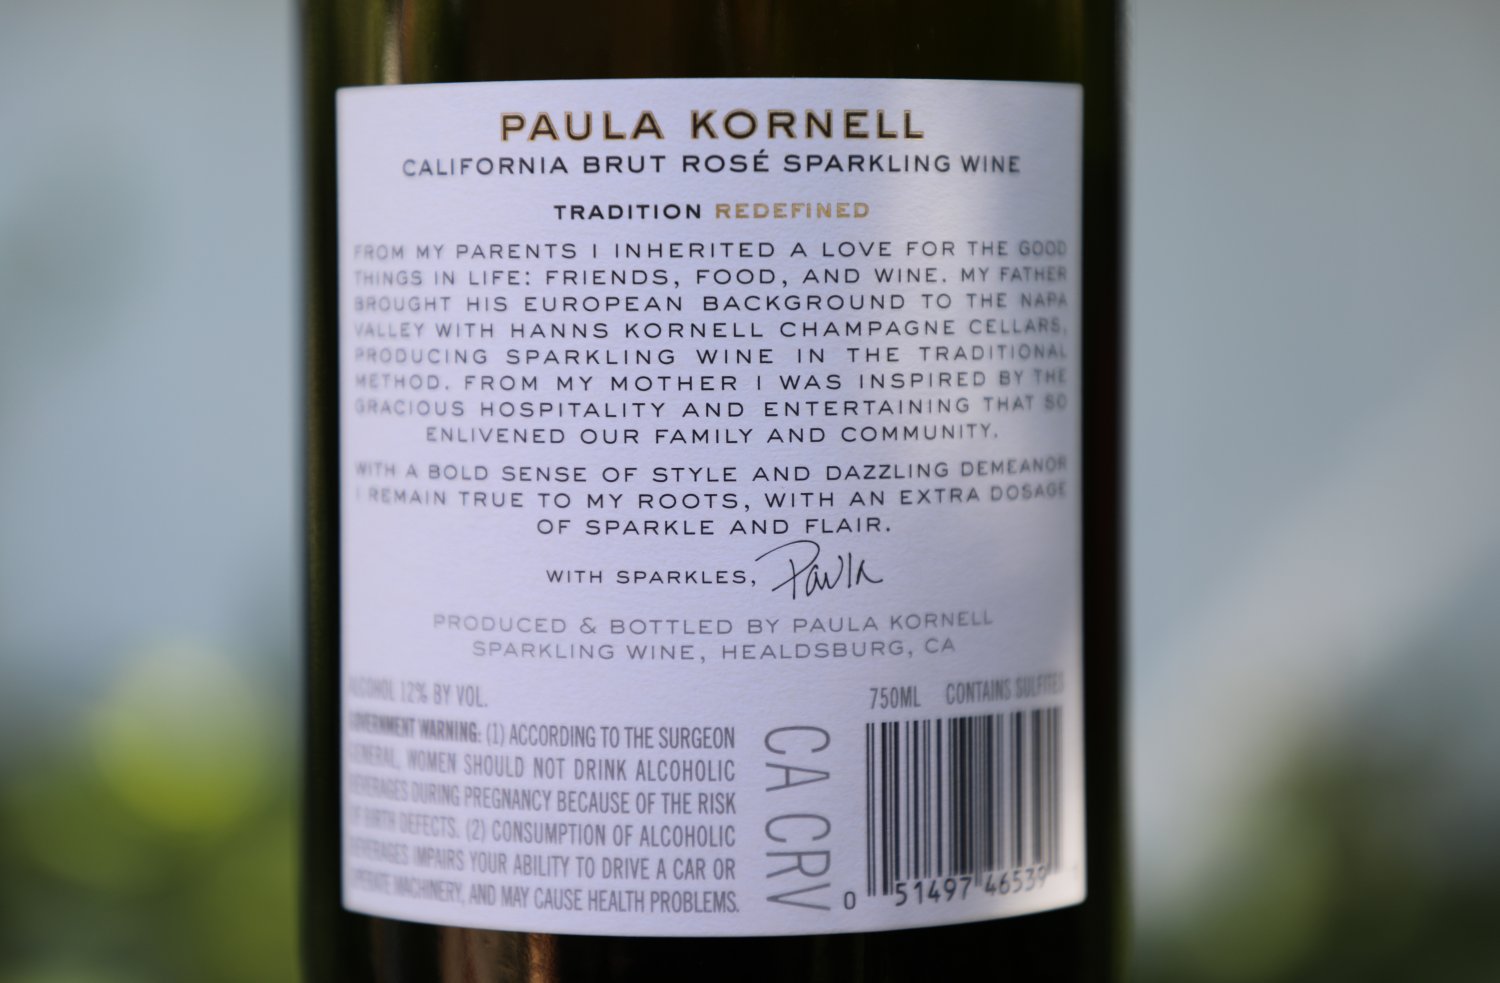 PAULA KORNELL
CALIFORNIA BRUT ROSÉ SPARKLING WINE
TRADITION REDEFINED
FROM MY PARENTS I INHERITED A LOVE FOR THE GOOD
THINGS IN LIFE: FRIENDS, FOOD, AND WINE. MY FATHER
BROUGHT HIS EUROPEAN BACKGROUND TO THE NAPA
VALLEY WITH HANNS KORNELL CHAMPAGNE CELLARS,
PRODUCING SPARKLING WINE IN THE TRADITIONAL
METHOD. FROM MY MOTHER I WAS INSPIRED BY THE
GRACIOUS HOSPITALITY AND ENTERTAINING THAT SO
ENLIVENED OUR FAMILY AND COMMUNITY.
WITH A BOLD SENSE OF STYLE AND DAZZLING DEMEANOR
I REMAIN TRUE TO MY ROOTS, WITH AN EXTRA DOSAGE
OF SPARKLE AND FLAIR.
WITH SPARKLES, Paula
PRODUCED & BOTTLED BY PAULA KORNELL
SPARKLING WINE, HEALDSBURG, CA
ALCOHOL 12% BY VOL.
750ML CONTAINS SULFITES
GOVERNMENT WARNING: (1) ACCORDING TO THE SURGEON
GENERAL, WOMEN SHOULD NOT DRINK ALCOHOLIC
BEVERAGES DURING PREGNANCY BECAUSE OF THE RISK
OF BIRTH DEFECTS. (2) CONSUMPTION OF ALCOHOLIC
BEVERAGES IMPAIRS YOUR ABILITY TO DRIVE A CAR OR
OPERATE MACHINERY, AND MAY CAUSE HEALTH PROBLEMS.
CA CRV
0 51497 46539